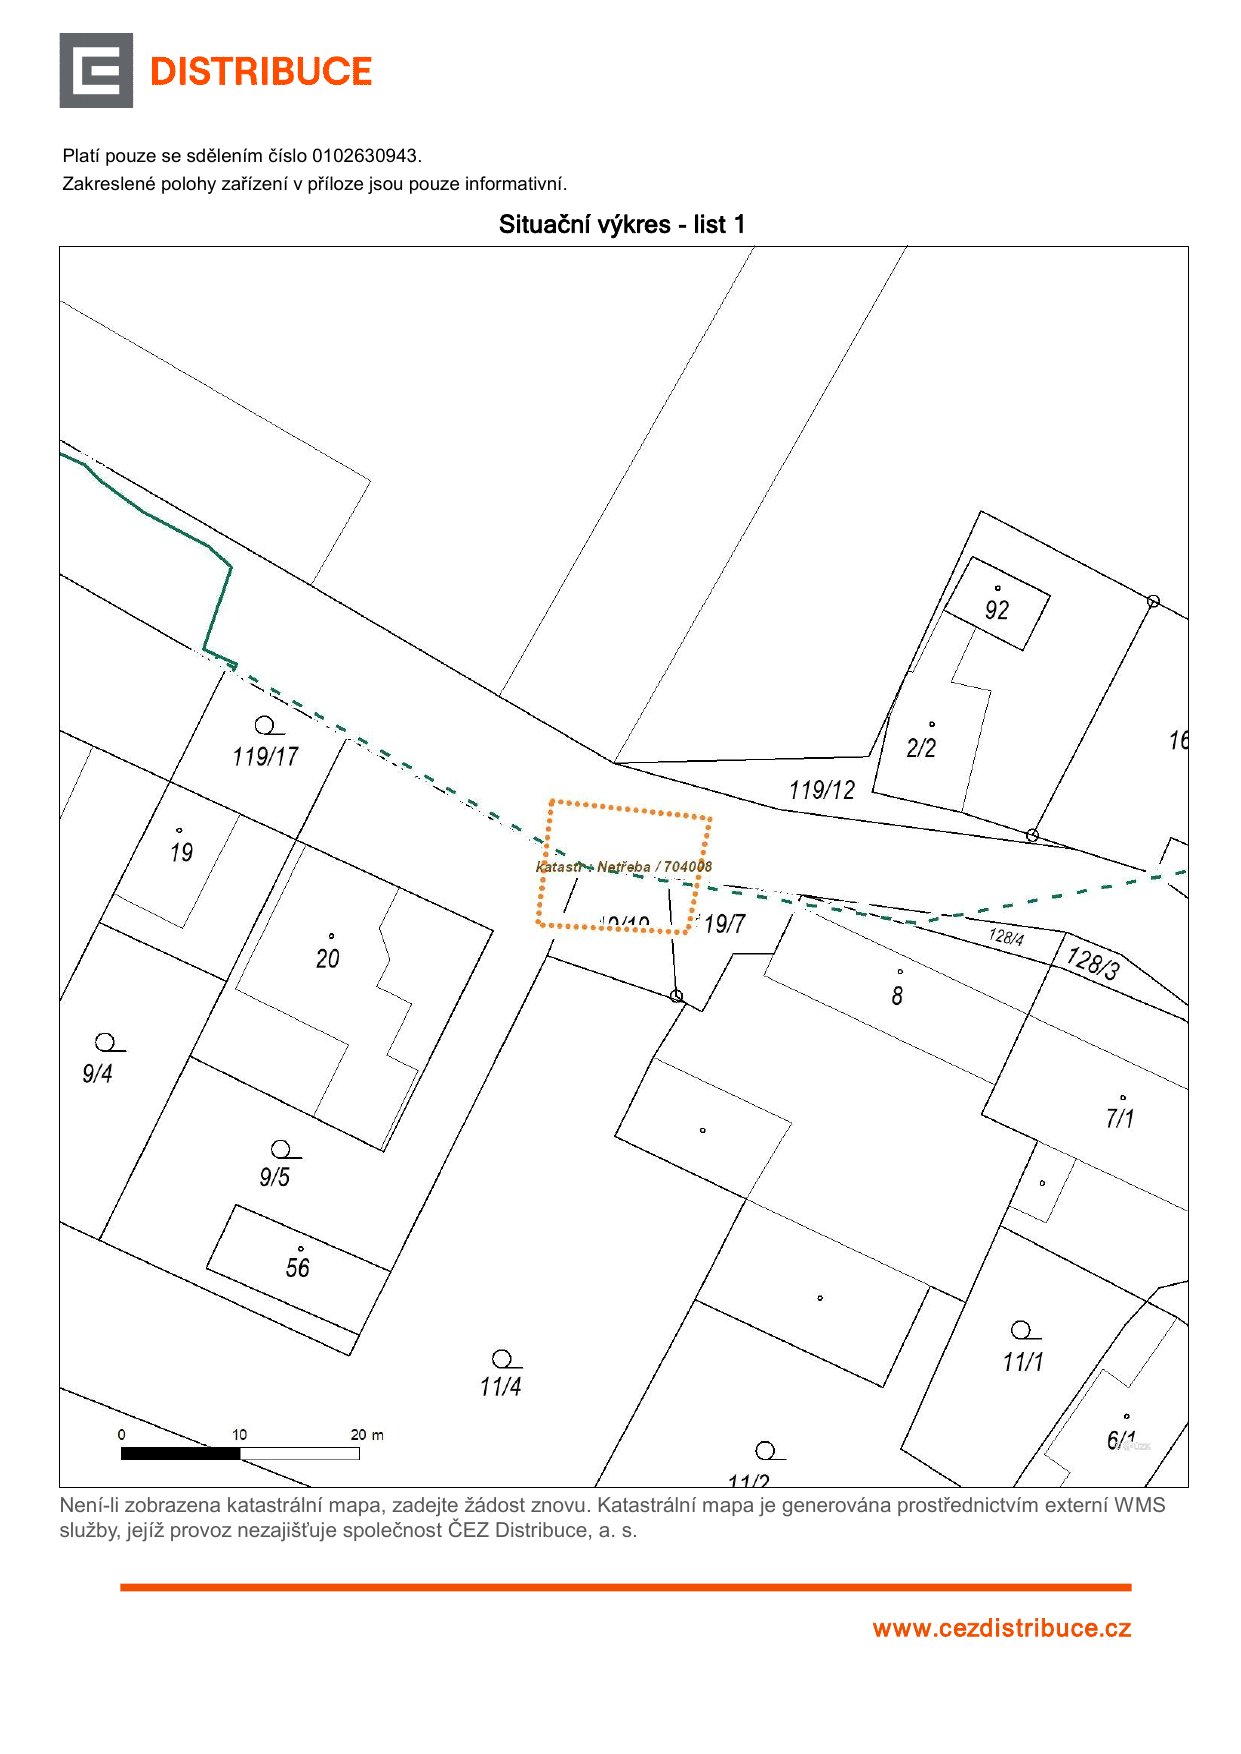 DISTRIBUCE
Platí pouze se sdělením číslo 0102630943.
Zakreslené polohy zařízení v příloze jsou pouze informativní.
Situační výkres - list 1
92
16
2/2
119/17
119/12
19
katastr : Netřeba / 704008
19/7
128/4
128/3
20
8
9/4
7/1
9/5
56
11/1
11/4
0 10 20 m
6/1
11/2
Není-li zobrazena katastrální mapa, zadejte žádost znovu. Katastrální mapa je generována prostřednictvím externí WMS
služby, jejíž provoz nezajišťuje společnost ČEZ Distribuce, a. s.
www.cezdistribuce.cz